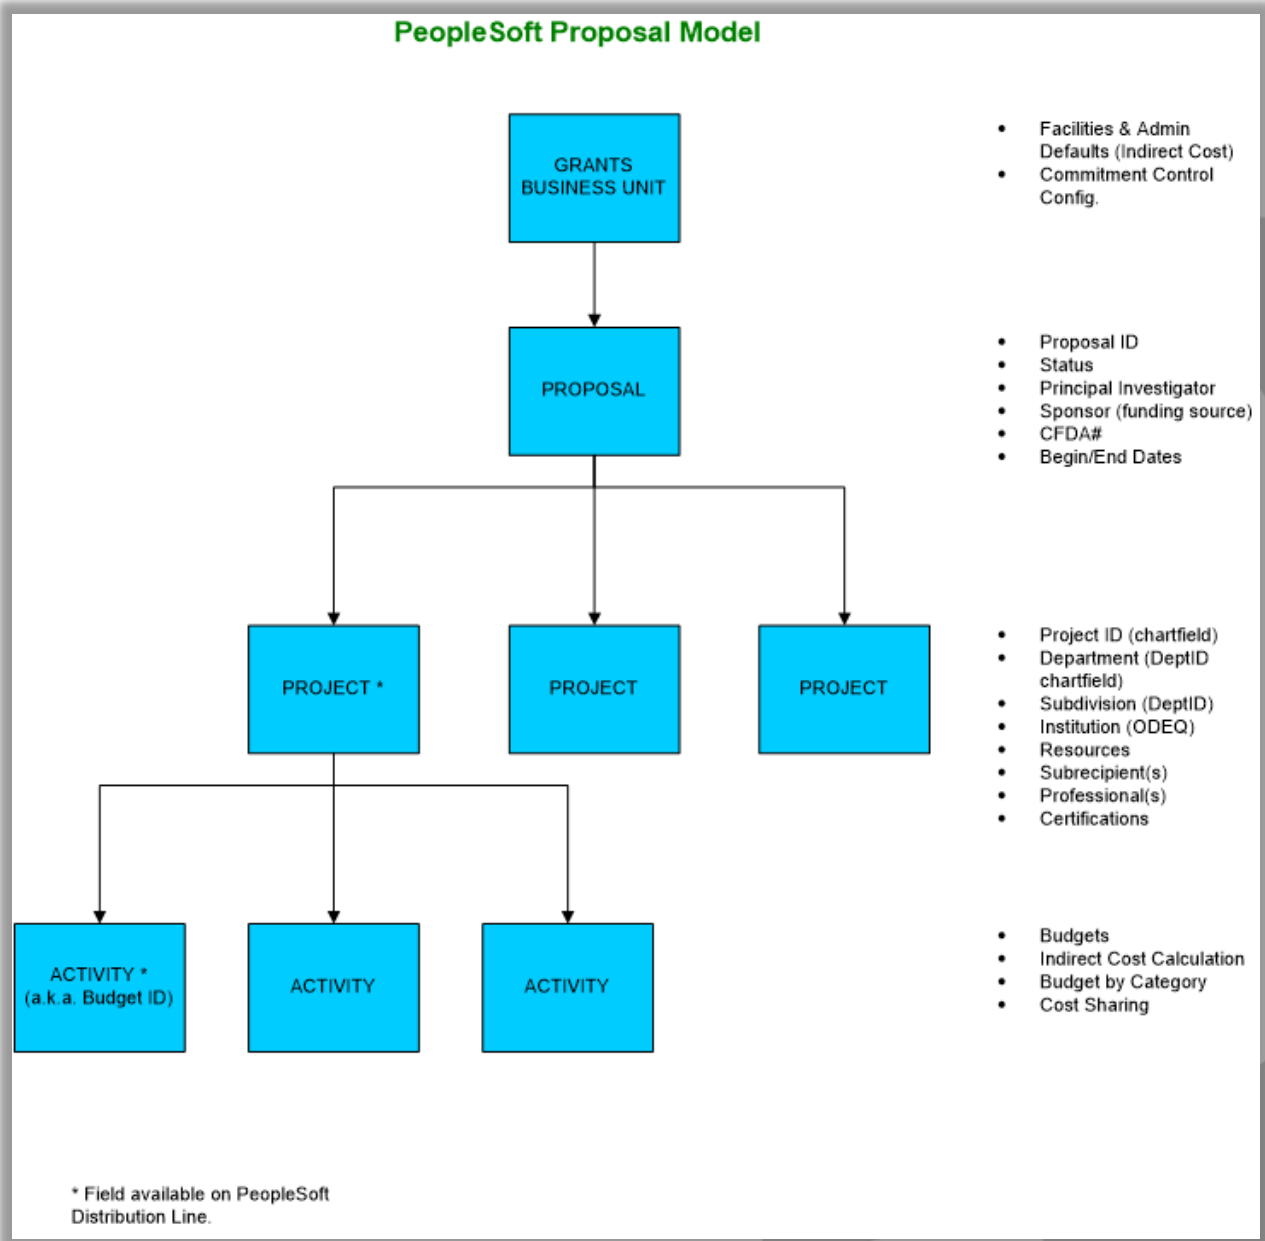 PeopleSoft Proposal Model
GRANTS
BUSINESS UNIT
• Facilities & Admin
Defaults (Indirect Cost)
• Commitment Control
Config.
PROPOSAL
• Proposal ID
• Status
• Principal Investigator
• Sponsor (funding source)
• CFDA#
• Begin/End Dates
PROJECT *
PROJECT
PROJECT
• Project ID (chartfield)
• Department (DeptID
chartfield)
• Subdivision (DeptID)
• Institution (ODEQ)
• Resources
• Subrecipient(s)
• Professional(s)
• Certifications
ACTIVITY *
(a.k.a. Budget ID)
ACTIVITY
ACTIVITY
• Budgets
• Indirect Cost Calculation
• Budget by Category
• Cost Sharing
* Field available on PeopleSoft
Distribution Line.